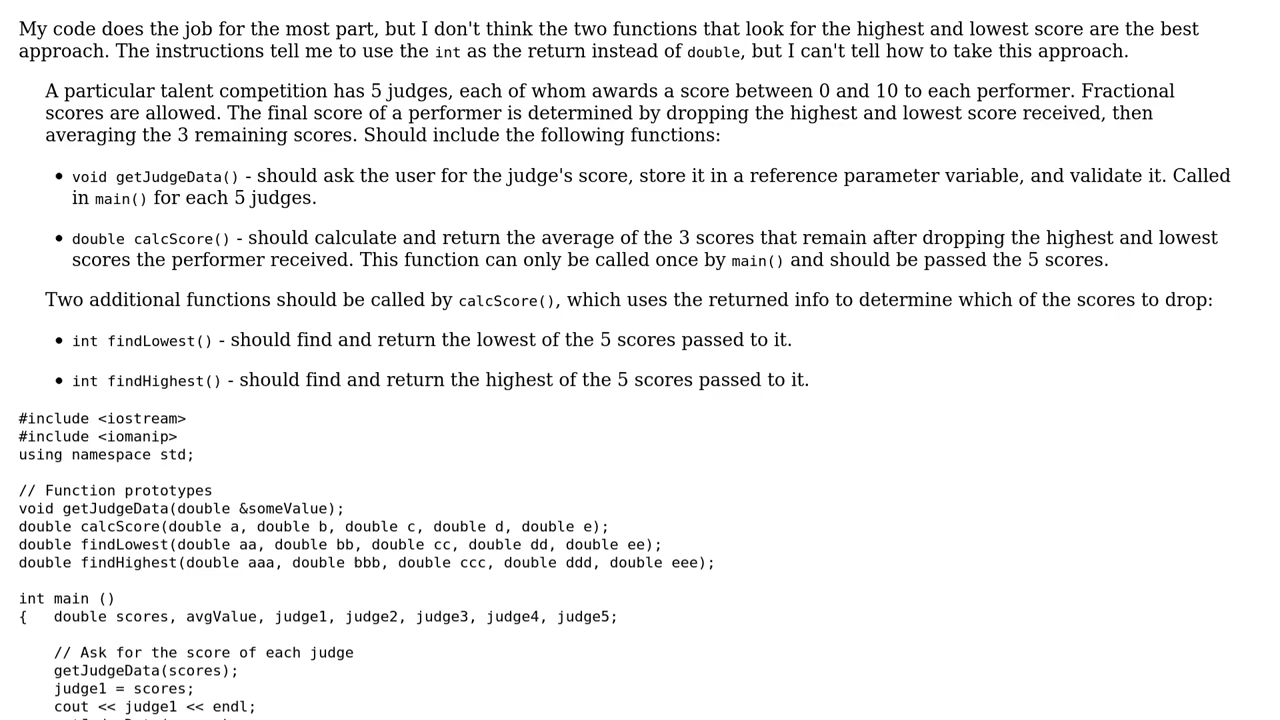 My code does the job for the most part, but I don't think the two functions that look for the highest and lowest score are the best
approach. The instructions tell me to use the int as the return instead of double, but I can't tell how to take this approach.
A particular talent competition has 5 judges, each of whom awards a score between 0 and 10 to each performer. Fractional
scores are allowed. The final score of a performer is determined by dropping the highest and lowest score received, then
averaging the 3 remaining scores. Should include the following functions:
• void getJudgeData() - should ask the user for the judge's score, store it in a reference parameter variable, and validate it. Called
in main() for each 5 judges.
• double calcScore() - should calculate and return the average of the 3 scores that remain after dropping the highest and lowest
scores the performer received. This function can only be called once by main() and should be passed the 5 scores.
Two additional functions should be called by calcScore(), which uses the returned info to determine which of the scores to drop:
• int findLowest() - should find and return the lowest of the 5 scores passed to it.
• int findHighest() - should find and return the highest of the 5 scores passed to it.
#include <iostream>
#include <iomanip>
using namespace std;
// Function prototypes
void getJudgeData(double &someValue);
double calcScore(double a, double b, double c, double d, double e);
double findLowest(double aa, double bb, double cc, double dd, double ee);
double findHighest(double aaa, double bbb, double ccc, double ddd, double eee);
int main ()
{   double scores, avgValue, judge1, judge2, judge3, judge4, judge5;
    // Ask for the score of each judge
    getJudgeData(scores);
    judge1 = scores;
    cout << judge1 << endl;